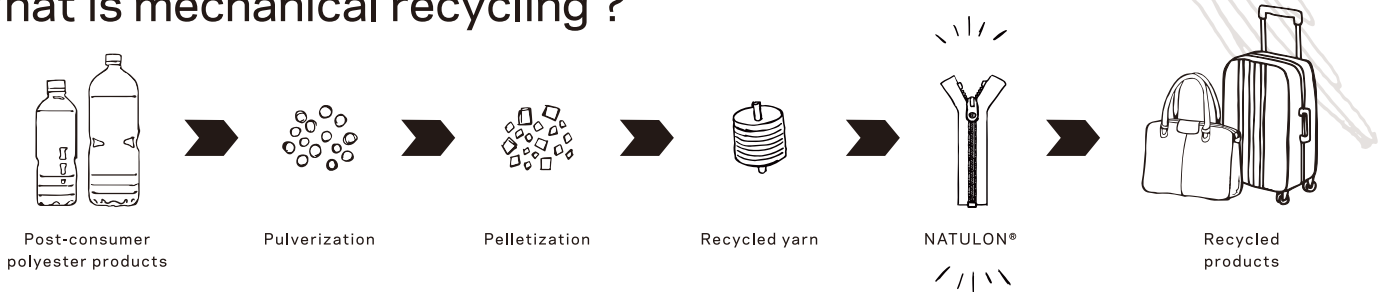 hat is mechanical recycling ?
Post-consumer
polyester products
Pulverization
Pelletization
Recycled yarn
NATULON®
Recycled
products